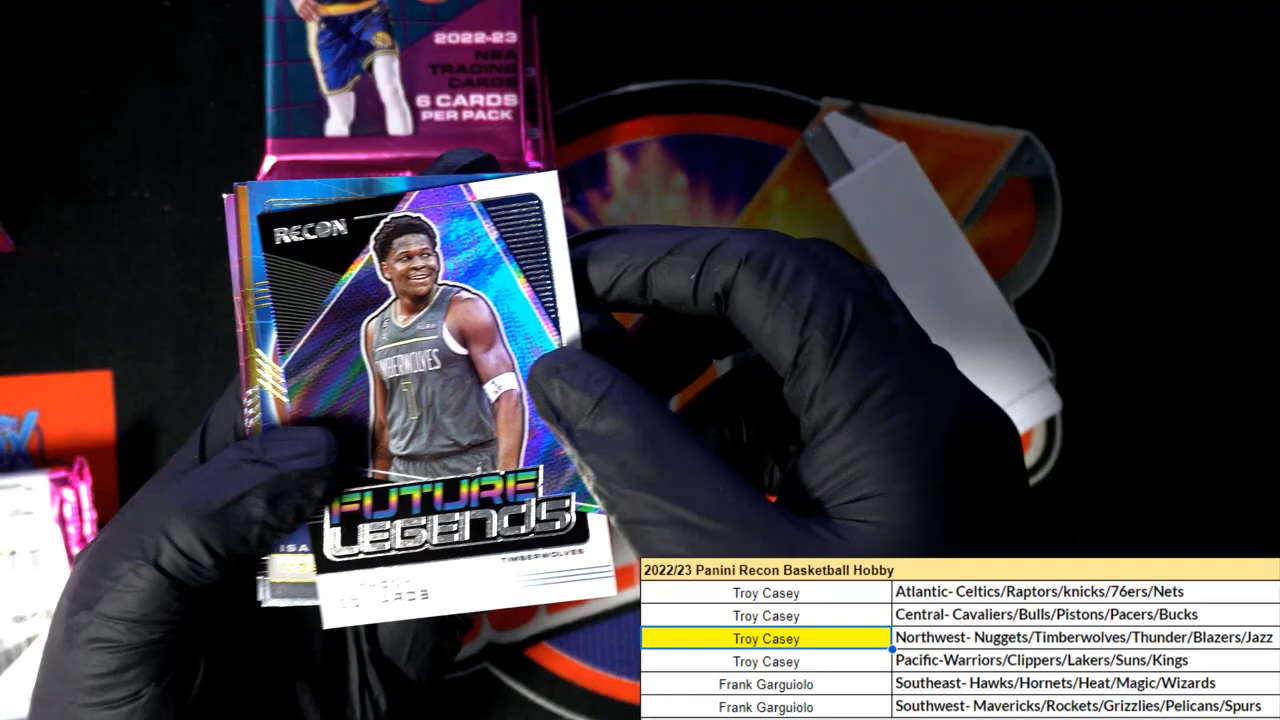 2022-23
NBA
TRADING
CARDS
6 CARDS
PER PACK
RECON
TIMBERWOLVES
1
FUTURE
LEGENDS
TIMBERWOLVES
ISA
2022/23 Panini Recon Basketball Hobby
Troy Casey Atlantic- Celtics/Raptors/knicks/76ers/Nets
Troy Casey Central- Cavaliers/Bulls/Pistons/Pacers/Bucks
Troy Casey Northwest- Nuggets/Timberwolves/Thunder/Blazers/Jazz
Troy Casey Pacific-Warriors/Clippers/Lakers/Suns/Kings
Frank Garguiolo Southeast- Hawks/Hornets/Heat/Magic/Wizards
Frank Garguiolo Southwest- Mavericks/Rockets/Grizzlies/Pelicans/Spurs